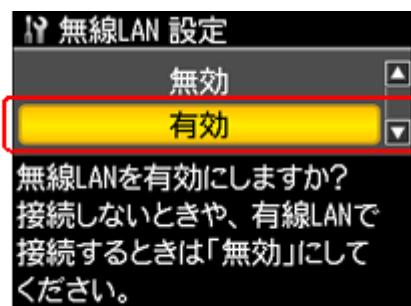 無線LAN 設定
無効
有効
無線LANを有効にしますか?
接続しないときや、有線LANで
接続するときは「無効」にして
ください。